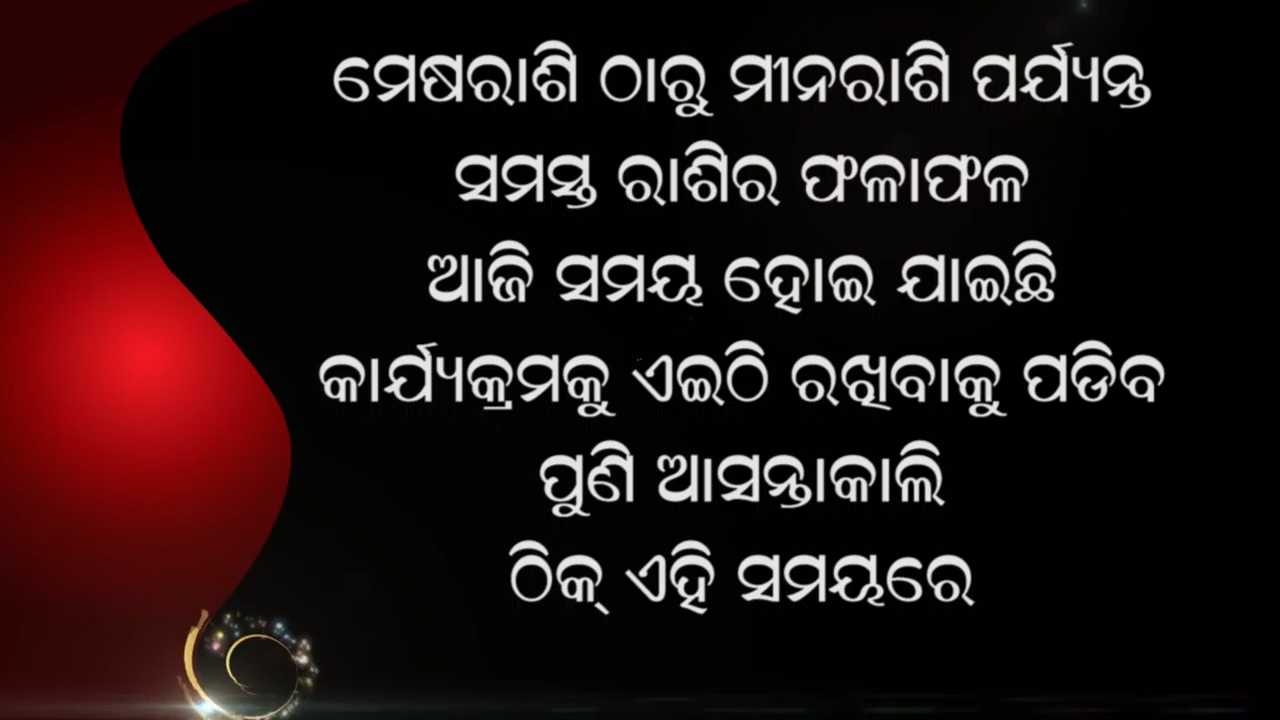 ମେଷରାଶି ଠାରୁ ମୀନରାଶି ପର୍ଯ୍ୟନ୍ତ
ସମସ୍ତ ରାଶିର ଫଳାଫଳ
ଆଜି ସମୟ ହୋଇ ଯାଇଛି
କାର୍ଯ୍ୟକ୍ରମକୁ ଏଇଠି ରଖିବାକୁ ପଡିବ
ପୁଣି ଆସନ୍ତାକାଲି
ଠିକ୍ ଏହି ସମୟରେ